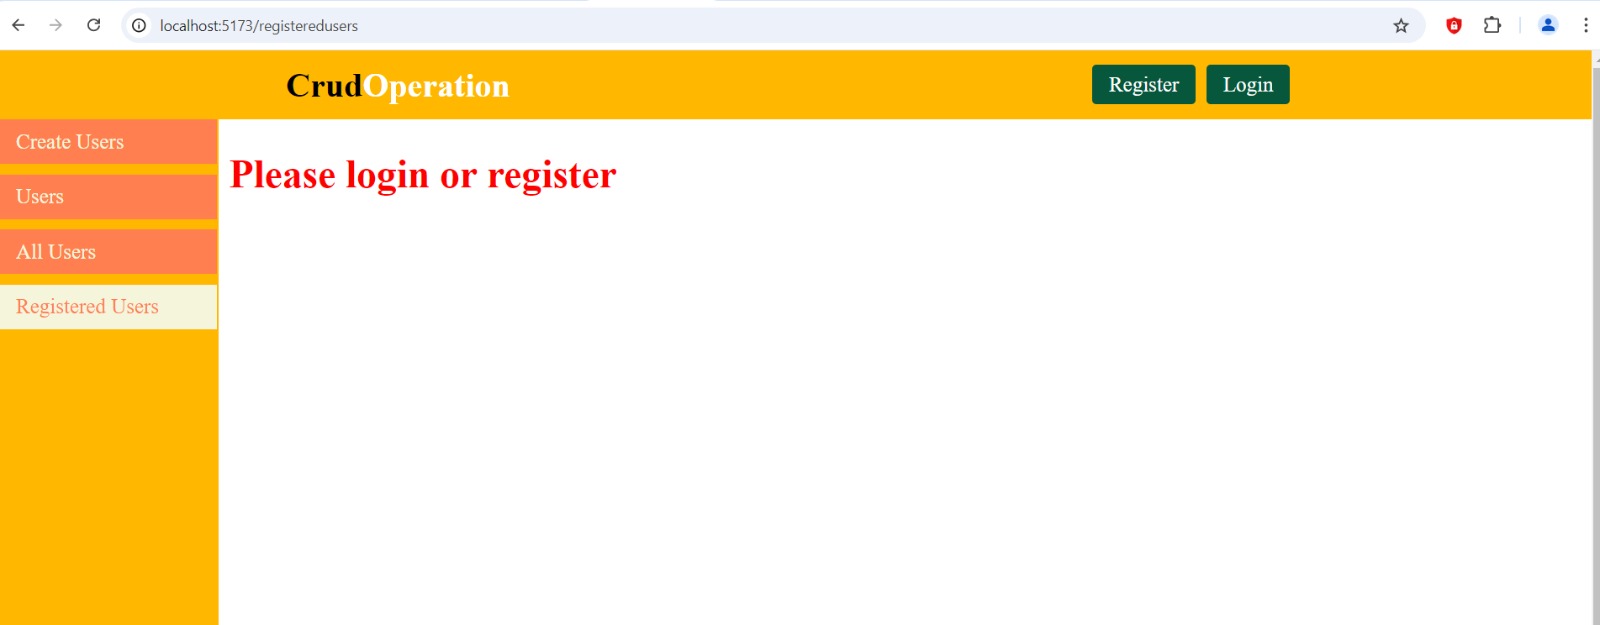 localhost:5173/registeredusers
CrudOperation
Register
Login
Create Users
Users
All Users
Registered Users
Please login or register